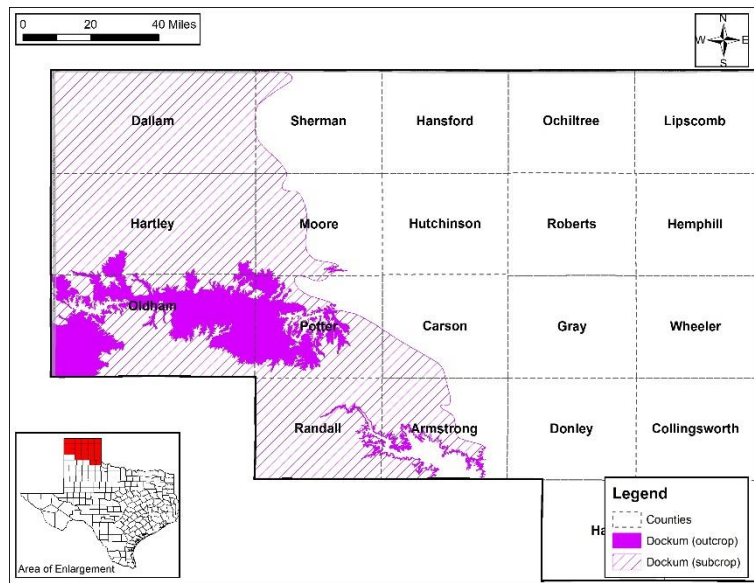 0 20 40 Miles
N
W E
S
Dallam Sherman Hansford Ochiltree Lipscomb
Hartley Moore Hutchinson Roberts Hemphill
Oldham Potter Carson Gray Wheeler
Randall Armstrong Donley Collingsworth
Legend
Counties
Dockum (outcrop)
Dockum (subcrop)
Area of Enlargement